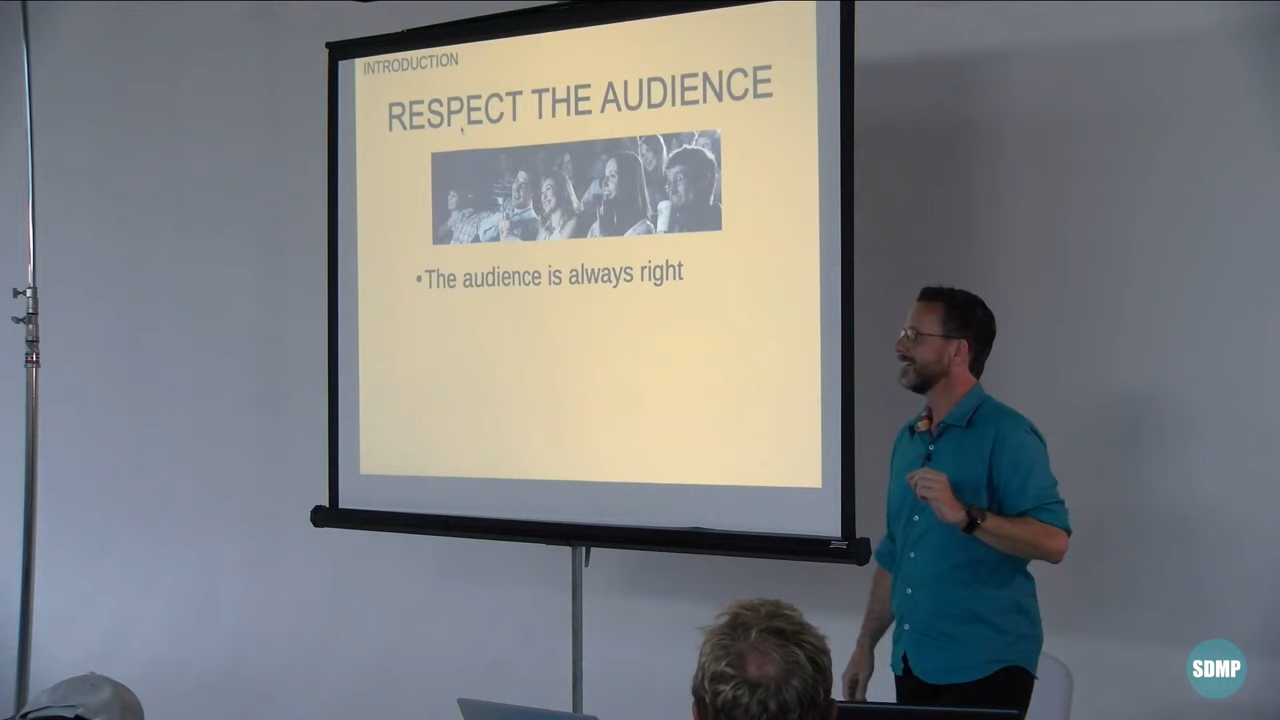 INTRODUCTION
RESPECT THE AUDIENCE
•The audience is always right
SDMP